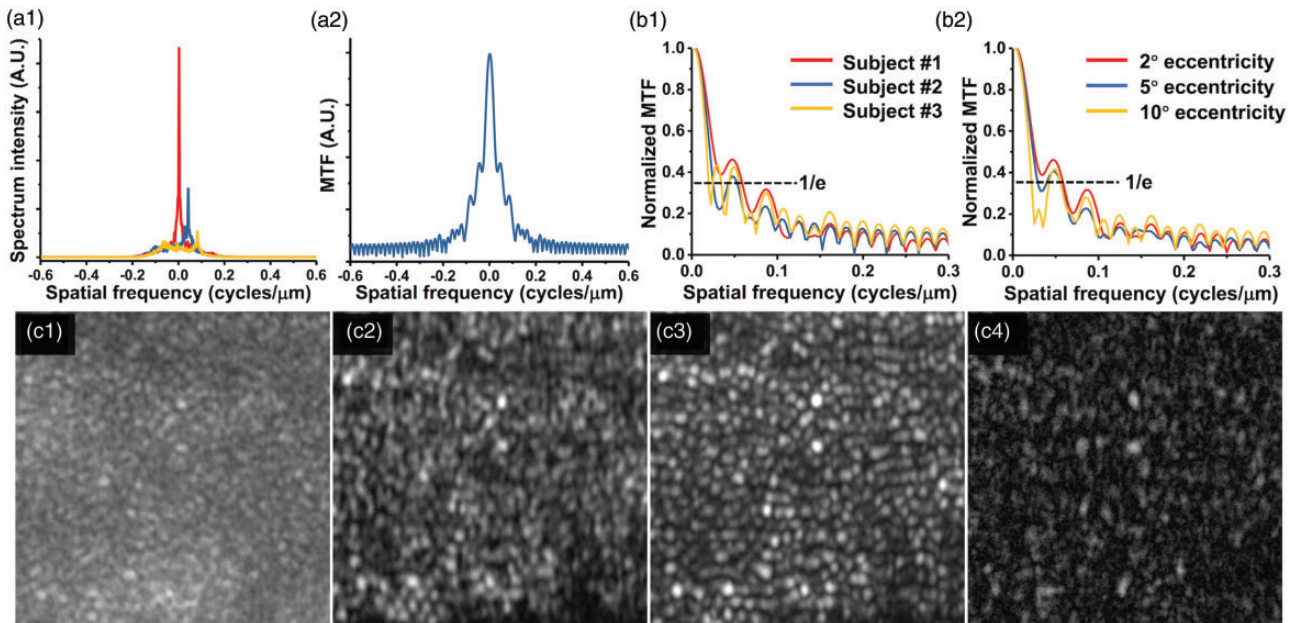 (a1)
Spectrum intensity (A.U.)
-0.6 -0.4 -0.2 0.0 0.2 0.4 0.6
Spatial frequency (cycles/μm)
(a2)
MTF (A.U.)
-0.6 -0.4 -0.2 0.0 0.2 0.4 0.6
Spatial frequency (cycles/μm)
(b1)
Normalized MTF
1.0
0.8
0.6
0.4
0.2
0.0
Subject #1
Subject #2
Subject #3
1/e
0.0 0.1 0.2 0.3
Spatial frequency (cycles/μm)
(b2)
Normalized MTF
1.0
0.8
0.6
0.4
0.2
0.0
2° eccentricity
5° eccentricity
10° eccentricity
1/e
0.0 0.1 0.2 0.3
Spatial frequency (cycles/μm)
(c1)
(c2)
(c3)
(c4)